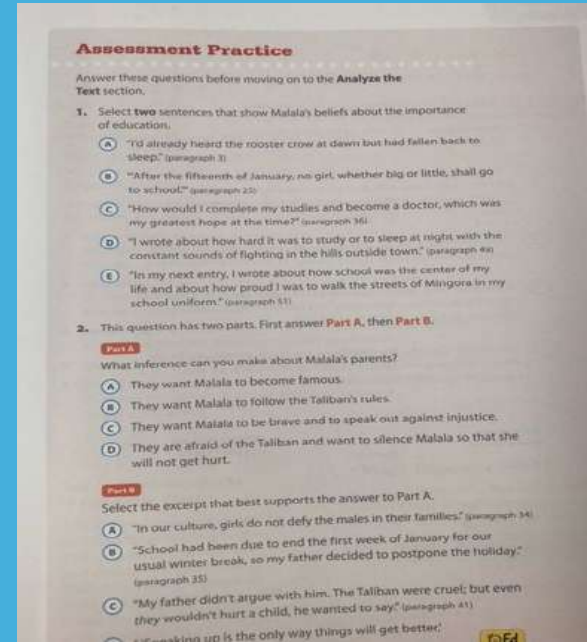 Assessment Practice
Answer these questions before moving on to the Analyze the
Text section.
1. Select two sentences that show Malala's beliefs about the importance
of education.
A "I'd already heard the rooster crow at dawn but had fallen back to
sleep." (paragraph 3)
B "'After the fifteenth of January, no girl, whether big or little, shall go
to school.'" (paragraph 25)
C "How would I complete my studies and become a doctor, which was
my greatest hope at the time?" (paragraph 36)
D "I wrote about how hard it was to study or to sleep at night with the
constant sounds of fighting in the hills outside town." (paragraph 49)
E "In my next entry, I wrote about how school was the center of my
life and about how proud I was to walk the streets of Mingora in my
school uniform." (paragraph 51)
2. This question has two parts. First answer Part A, then Part B.
Part A
What inference can you make about Malala's parents?
A They want Malala to become famous.
B They want Malala to follow the Taliban's rules.
C They want Malala to be brave and to speak out against injustice.
D They are afraid of the Taliban and want to silence Malala so that she
will not get hurt.
Part B
Select the excerpt that best supports the answer to Part A.
A "In our culture, girls do not defy the males in their families." (paragraph 34)
B "School had been due to end the first week of January for our
usual winter break, so my father decided to postpone the holiday."
(paragraph 35)
C "My father didn't argue with him. The Taliban were cruel; but even
they wouldn't hurt a child, he wanted to say." (paragraph 41)
up is the only way things will get better.'
Ed